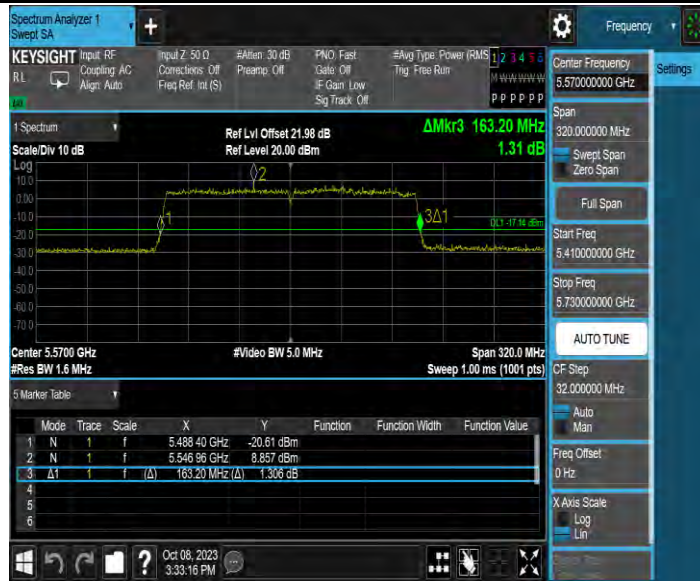 Spectrum Analyzer 1
Swept SA
+
Frequency
KEYSIGHT
RL
Input: RF
Coupling: AC
Align: Auto
Input Z: 50 Ω
Corrections: Off
Freq Ref: Int (S)
#Atten: 30 dB
Preamp: Off
PNO: Fast
Gate: Off
IF Gain: Low
Sig Track: Off
#Avg Type: Power (RMS
Trig: Free Run
1 2 3 4 5 6
M W W W W W
P P P P P P
Center Frequency
5.570000000 GHz
Settings
Span
320.000000 MHz
Swept Span
Zero Span
Full Span
Start Freq
5.410000000 GHz
Stop Freq
5.730000000 GHz
AUTO TUNE
CF Step
32.000000 MHz
Auto
Man
Freq Offset
0 Hz
X Axis Scale
Log
Lin
1 Spectrum
Scale/Div 10 dB
Ref Lvl Offset 21.98 dB
Ref Level 20.00 dBm
ΔMkr3 163.20 MHz
1.31 dB
Log
10.0
0.00
-10.0
-20.0
-30.0
-40.0
-50.0
-60.0
-70.0
1
2
3Δ1
DL1 -17.14 dBm
Center 5.5700 GHz
#Res BW 1.6 MHz
#Video BW 5.0 MHz
Span 320.0 MHz
Sweep 1.00 ms (1001 pts)
5 Marker Table
Mode Trace Scale X Y Function Function Width Function Value
1 N 1 f 5.488 40 GHz -20.61 dBm
2 N 1 f 5.546 96 GHz 8.857 dBm
3 Δ1 1 f (Δ) 163.20 MHz (Δ) 1.306 dB
4
5
6
?
Oct 08, 2023
3:33:16 PM